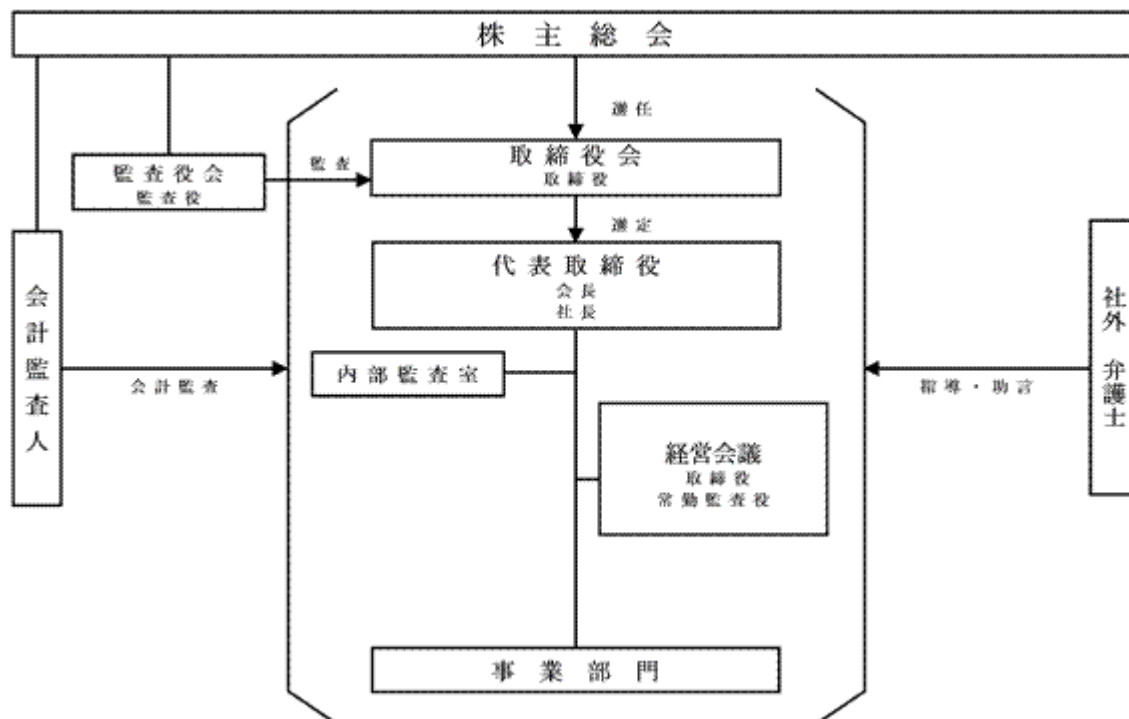 株主総会
選任
取締役会
取締役
監査役会
監査役
監査
選定
代表取締役
会長
社長
会計監査人
会計監査
内部監査室
社外 弁護士
指導・助言
経営会議
取締役
常勤監査役
事業部門